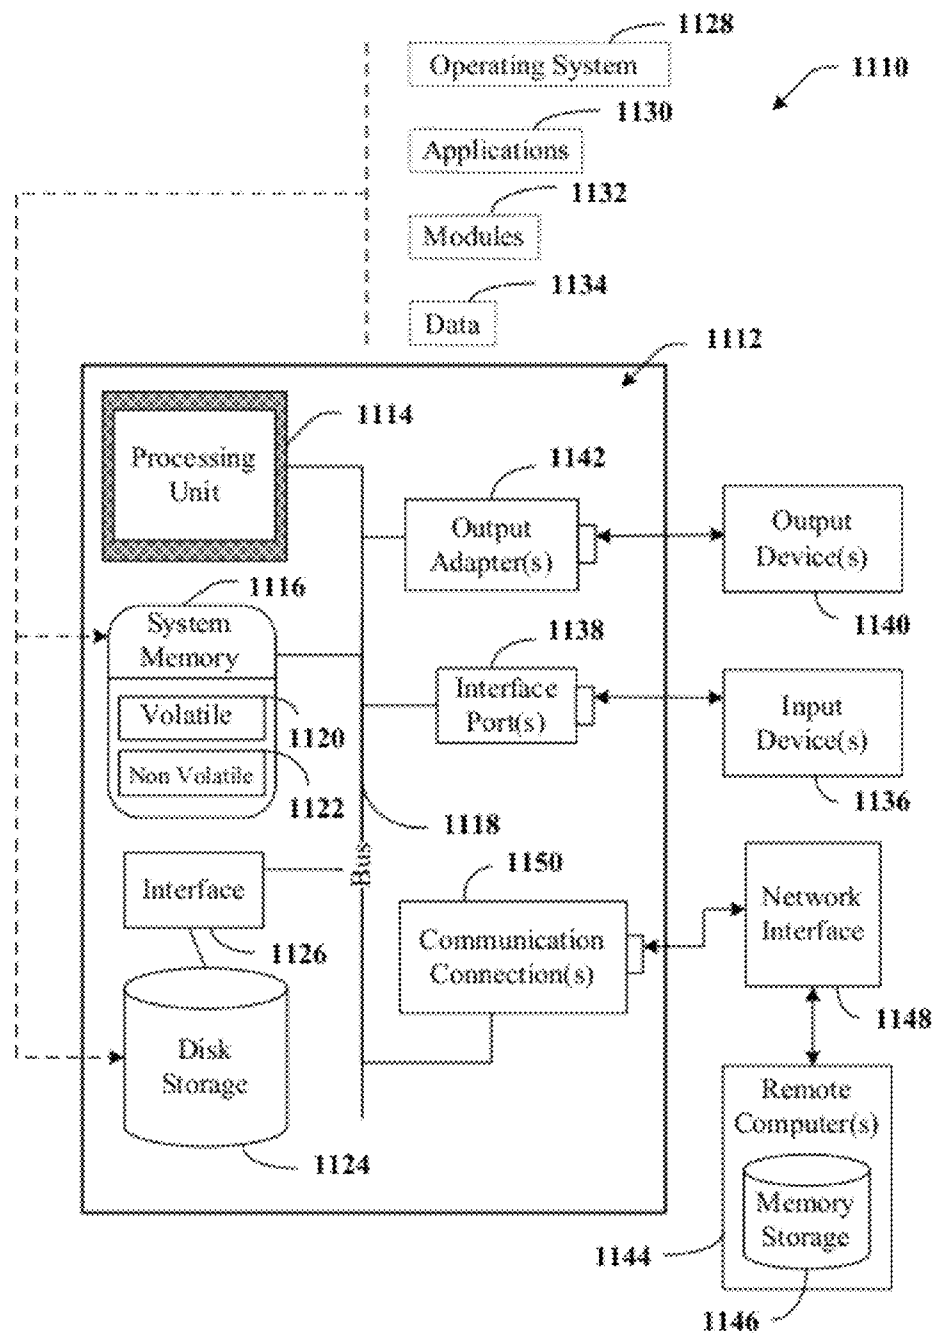 1128
Operating System
1110
1130
Applications
1132
Modules
1134
Data
1112
1114
Processing
Unit
1142
Output
Adapter(s)
Output
Device(s)
1140
1116
System
Memory
1138
Interface
Port(s)
Input
Device(s)
1136
Volatile
1120
Non Volatile
1122
1118
Bus
1150
Interface
1126
Communication
Connection(s)
Network
Interface
1148
Disk
Storage
1124
Remote
Computer(s)
Memory
Storage
1144
1146